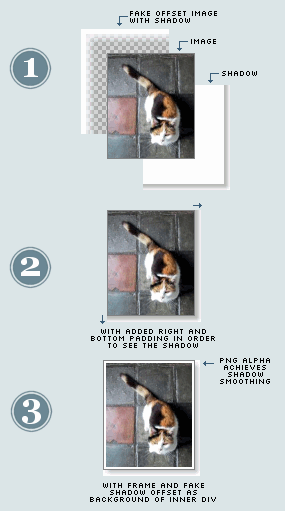 FAKE OFFSET IMAGE
WITH SHADOW
IMAGE
SHADOW
1
2
WITH ADDED RIGHT AND
BOTTOM PADDING IN ORDER
TO SEE THE SHADOW
PNG ALPHA
ACHIEVES
SHADOW
SMOOTHING
3
WITH FRAME AND FAKE
SHADOW OFFSET AS
BACKGROUND OF INNER DIV